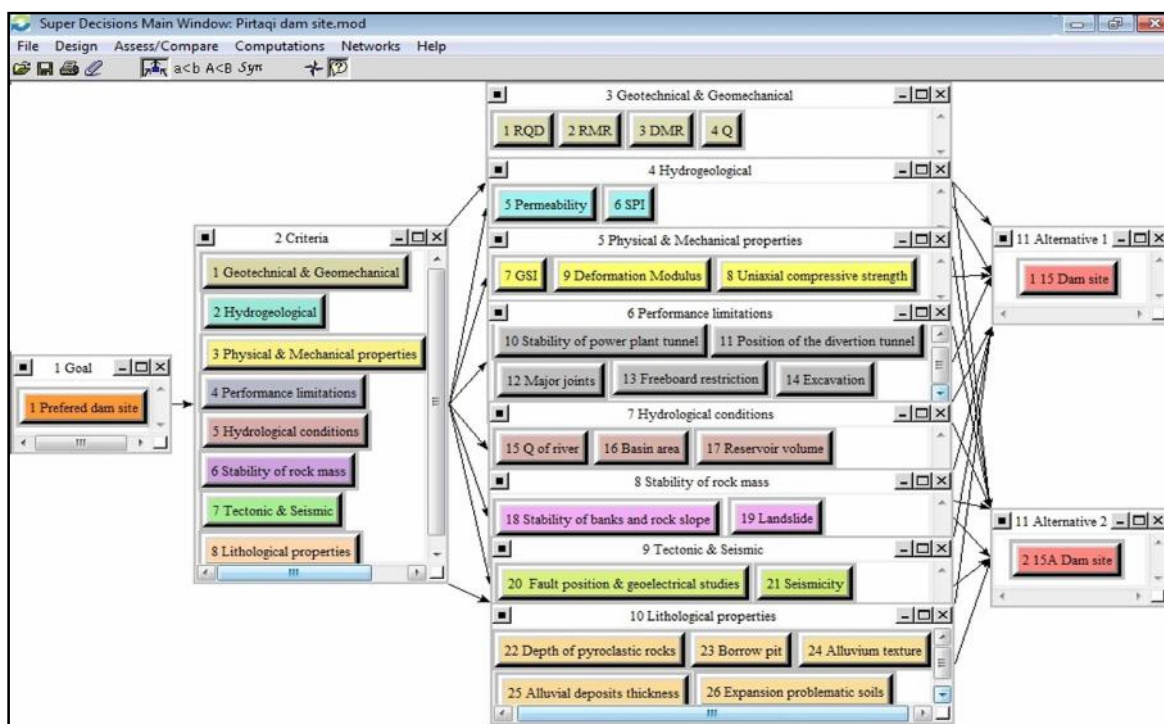 Super Decisions Main Window: Pirtaqi dam site.mod
File Design Assess/Compare Computations Networks Help
a<b A<B Syn
1 Goal
1 Prefered dam site
2 Criteria
1 Geotechnical & Geomechanical
2 Hydrogeological
3 Physical & Mechanical properties
4 Performance limitations
5 Hydrological conditions
6 Stability of rock mass
7 Tectonic & Seismic
8 Lithological properties
3 Geotechnical & Geomechanical
1 RQD 2 RMR 3 DMR 4 Q
4 Hydrogeological
5 Permeability 6 SPI
5 Physical & Mechanical properties
7 GSI 9 Deformation Modulus 8 Uniaxial compressive strength
6 Performance limitations
10 Stability of power plant tunnel 11 Position of the divertion tunnel
12 Major joints 13 Freeboard restriction 14 Excavation
7 Hydrological conditions
15 Q of river 16 Basin area 17 Reservoir volume
8 Stability of rock mass
18 Stability of banks and rock slope 19 Landslide
9 Tectonic & Seismic
20 Fault position & geoelectrical studies 21 Seismicity
10 Lithological properties
22 Depth of pyroclastic rocks 23 Borrow pit 24 Alluvium texture
25 Alluvial deposits thickness 26 Expansion problematic soils
11 Alternative 1
1 15 Dam site
11 Alternative 2
2 15A Dam site